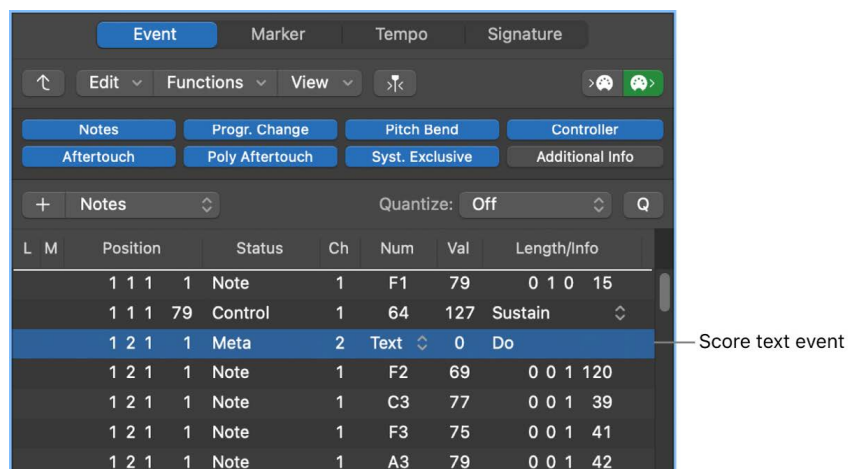 Event Marker Tempo Signature
Edit Functions View
Notes Progr. Change Pitch Bend Controller
Aftertouch Poly Aftertouch Syst. Exclusive Additional Info
+ Notes Quantize: Off Q
L M Position Status Ch Num Val Length/Info
1 1 1 1 Note 1 F1 79 0 1 0 15
1 1 1 79 Control 1 64 127 Sustain
1 2 1 1 Meta 2 Text 0 Do Score text event
1 2 1 1 Note 1 F2 69 0 0 1 120
1 2 1 1 Note 1 C3 77 0 0 1 39
1 2 1 1 Note 1 F3 75 0 0 1 41
1 2 1 1 Note 1 A3 79 0 0 1 42